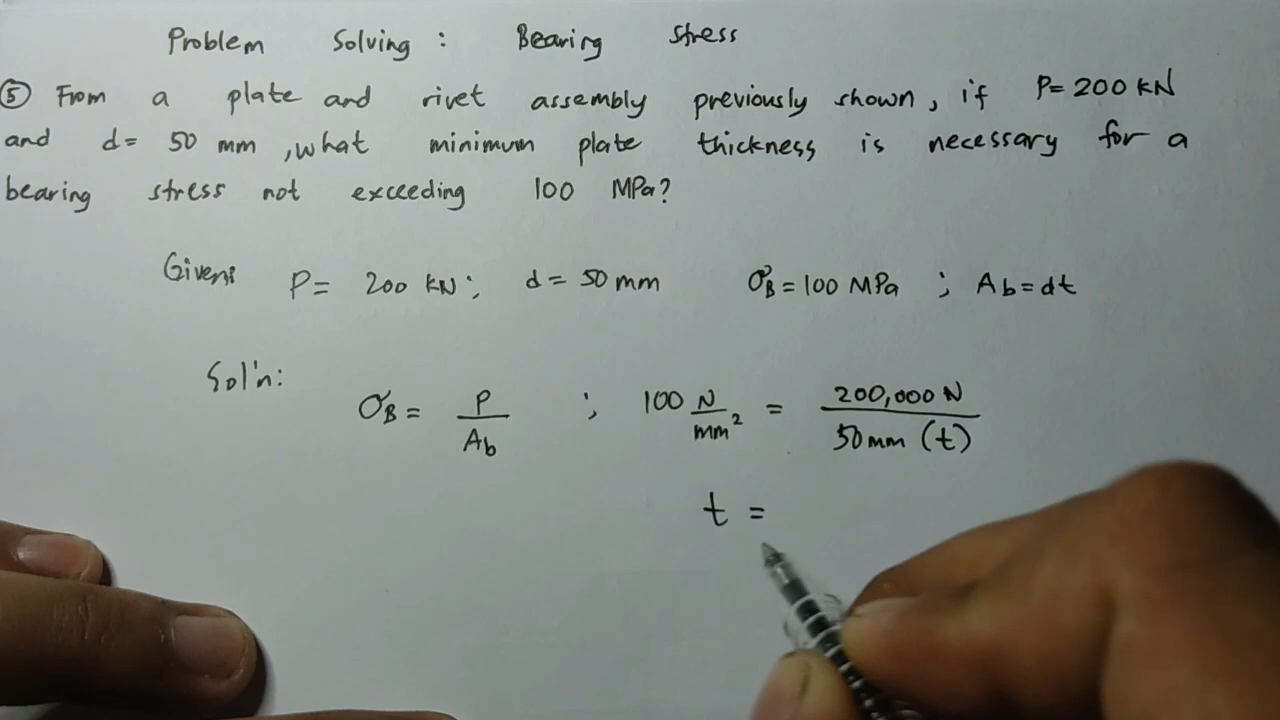 Problem Solving : Bearing Stress
⑤ From a plate and rivet assembly previously shown, if P= 200 kN
and d= 50 mm, what minimum plate thickness is necessary for a
bearing stress not exceeding 100 MPa?
Given: P= 200 kN; d = 50 mm σB = 100 MPa ; Ab = dt
Sol'n:
σB = P/Ab ; 100 N/mm² = 200,000 N/50 mm (t)
t =